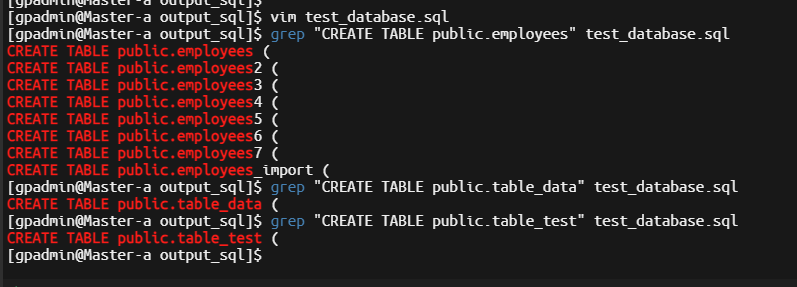 [gpadmin@Master-a output_sql]$
[gpadmin@Master-a output_sql]$ vim test_database.sql
[gpadmin@Master-a output_sql]$ grep "CREATE TABLE public.employees" test_database.sql
CREATE TABLE public.employees (
CREATE TABLE public.employees2 (
CREATE TABLE public.employees3 (
CREATE TABLE public.employees4 (
CREATE TABLE public.employees5 (
CREATE TABLE public.employees6 (
CREATE TABLE public.employees7 (
CREATE TABLE public.employees_import (
[gpadmin@Master-a output_sql]$ grep "CREATE TABLE public.table_data" test_database.sql
CREATE TABLE public.table_data (
[gpadmin@Master-a output_sql]$ grep "CREATE TABLE public.table_test" test_database.sql
CREATE TABLE public.table_test (
[gpadmin@Master-a output_sql]$